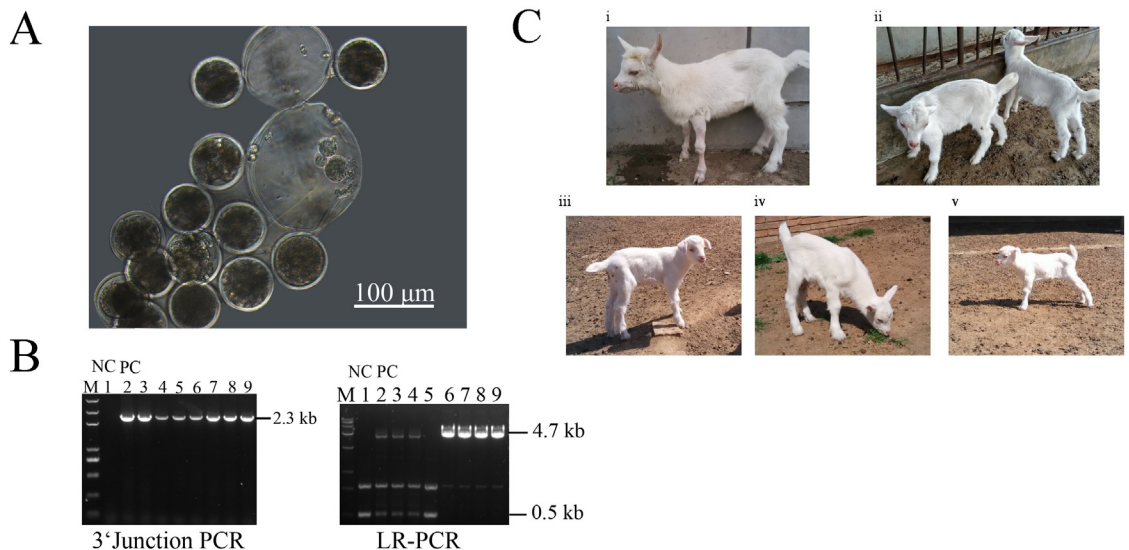 A
100 μm
B
NC PC
M 1 2 3 4 5 6 7 8 9
2.3 kb
3‘Junction PCR
NC PC
M 1 2 3 4 5 6 7 8 9
4.7 kb
0.5 kb
LR-PCR
C
i
ii
iii
iv
v